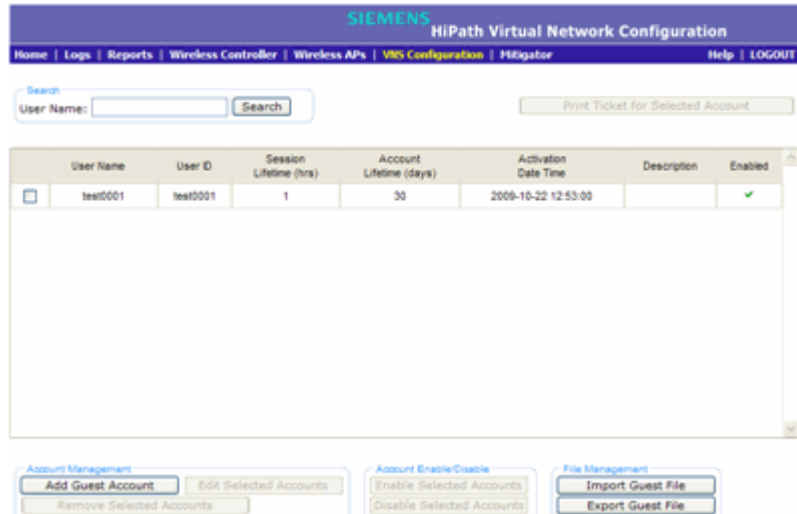 SIEMENS
HiPath Virtual Network Configuration
Home | Logs | Reports | Wireless Controller | Wireless APs | VNS Configuration | Mitigator Help | LOGOUT
Search
User Name: Search Print Ticket for Selected Account
User Name User ID Session Lifetime (hrs) Account Lifetime (days) Activation Date Time Description Enabled
test0001 test0001 1 30 2009-10-22 12:53:00
Account Management Account Enable/Disable File Management
Add Guest Account Edit Selected Accounts Enable Selected Accounts Import Guest File
Remove Selected Accounts Disable Selected Accounts Export Guest File